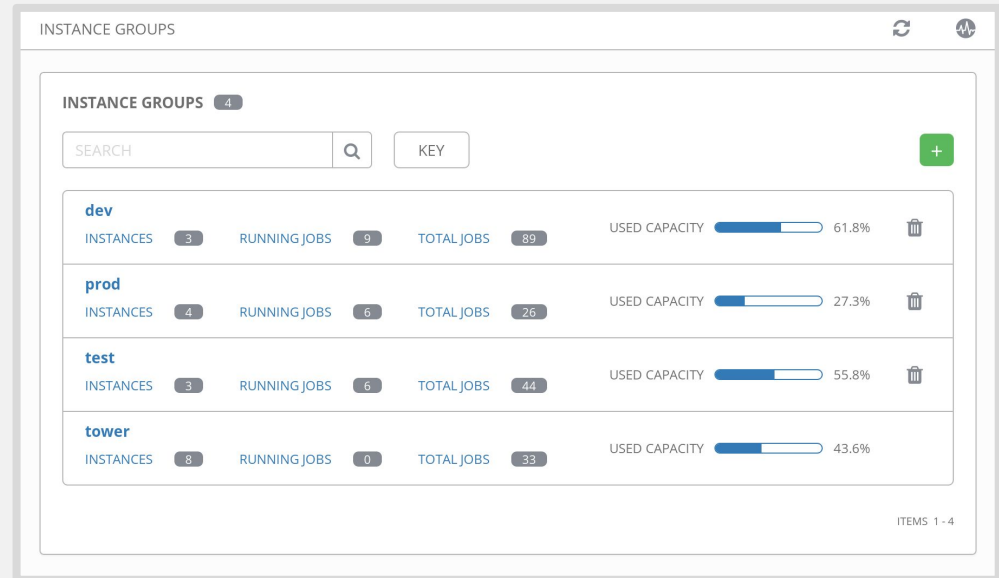 INSTANCE GROUPS
INSTANCE GROUPS 4
SEARCH KEY +
dev
INSTANCES 3 RUNNING JOBS 9 TOTAL JOBS 89 USED CAPACITY 61.8%
prod
INSTANCES 4 RUNNING JOBS 6 TOTAL JOBS 26 USED CAPACITY 27.3%
test
INSTANCES 3 RUNNING JOBS 6 TOTAL JOBS 44 USED CAPACITY 55.8%
tower
INSTANCES 8 RUNNING JOBS 0 TOTAL JOBS 33 USED CAPACITY 43.6%
ITEMS 1 - 4